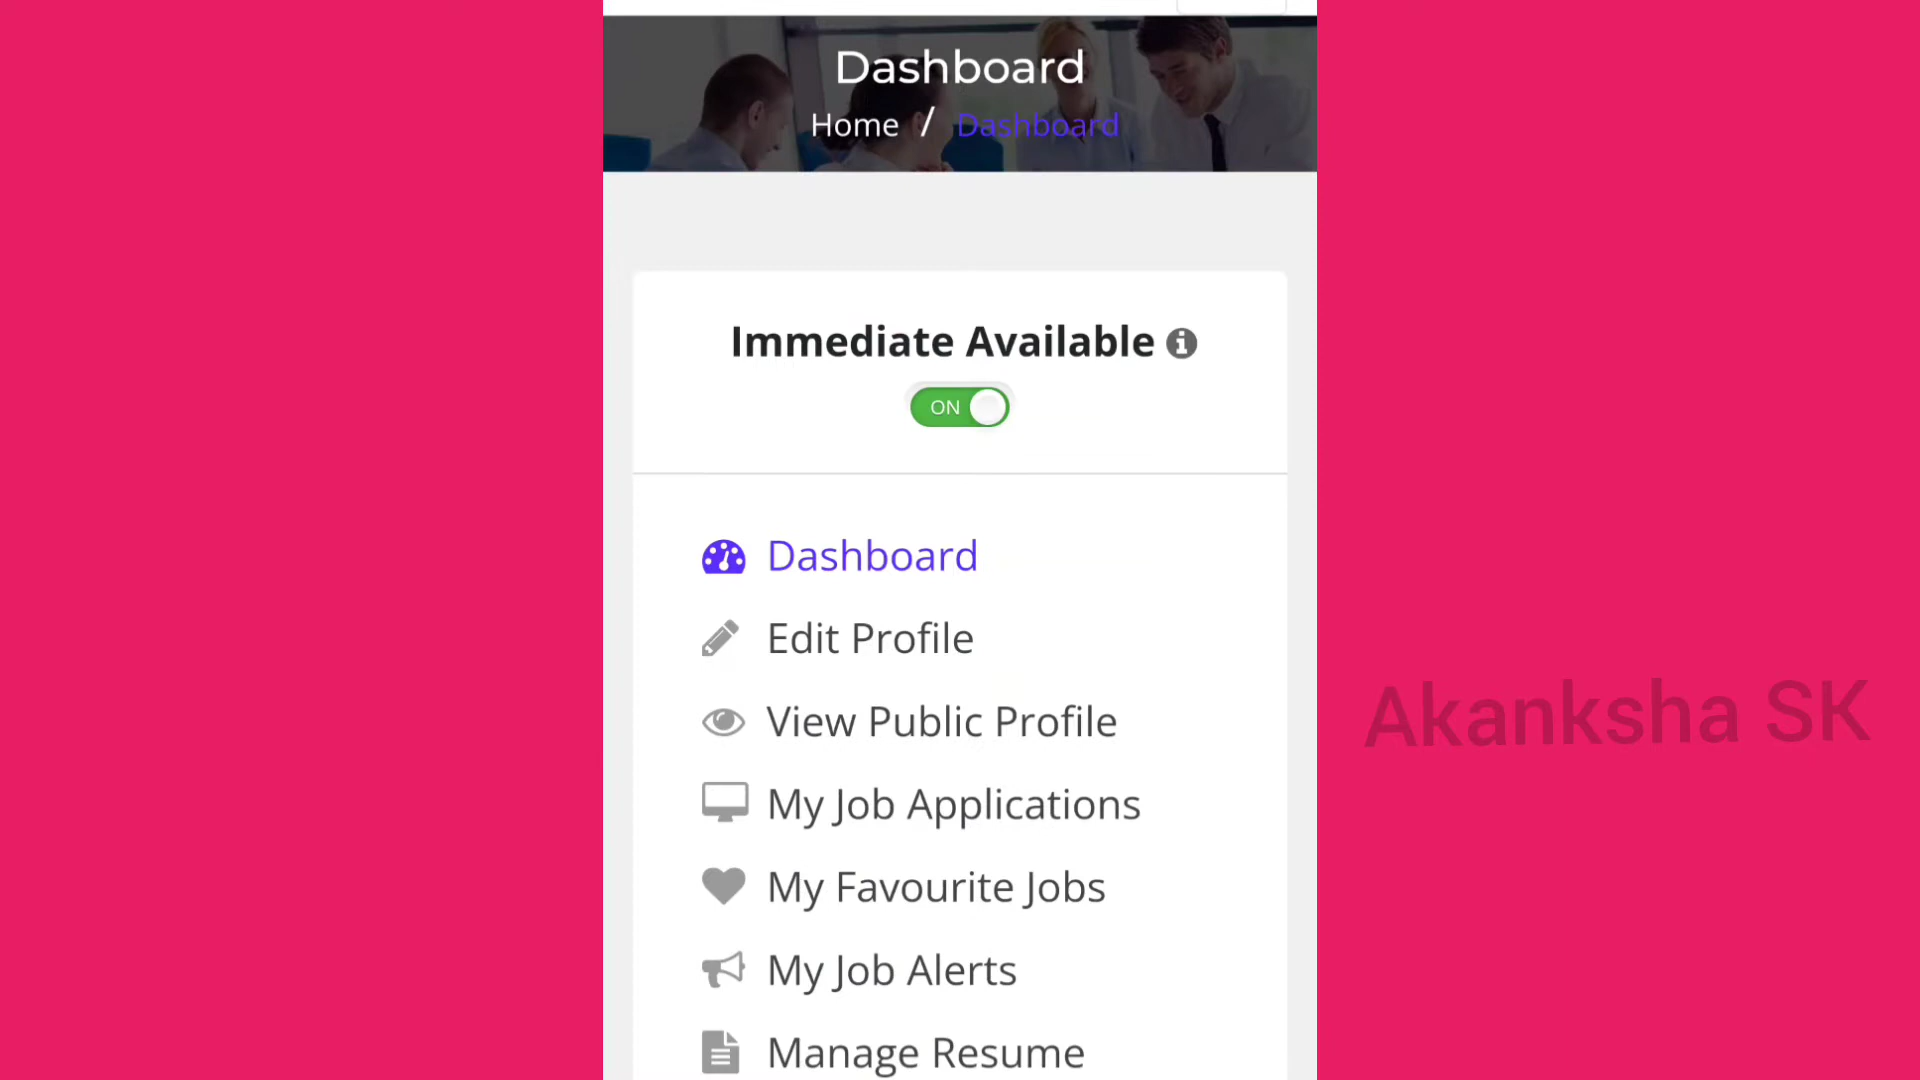 Dashboard
Home / Dashboard
Immediate Available
ON
Dashboard
Edit Profile
View Public Profile
My Job Applications
My Favourite Jobs
My Job Alerts
Manage Resume
Akanksha SK